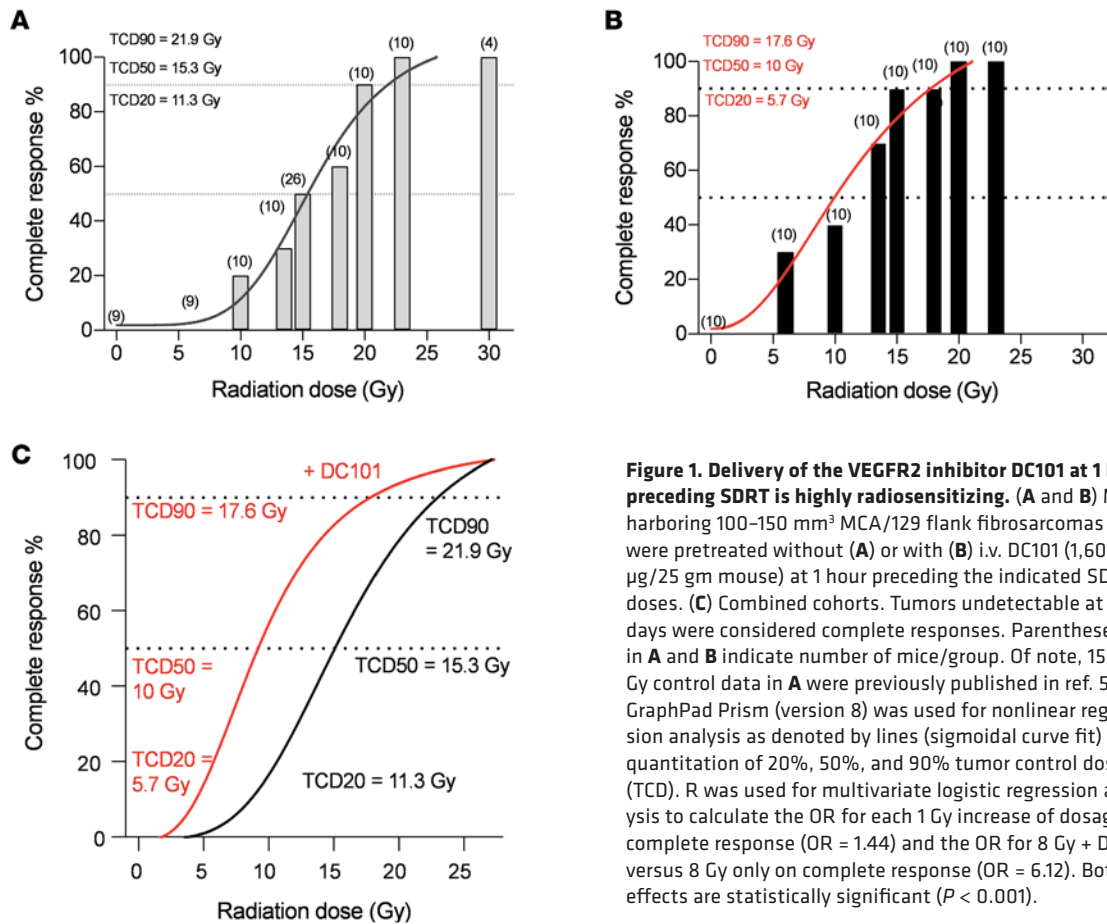 A
TCD90 = 21.9 Gy
TCD50 = 15.3 Gy
TCD20 = 11.3 Gy
Complete response %
100
80
60
40
20
0
(9)
(9)
(10)
(10)
(26)
(10)
(10)
(10)
(4)
0 5 10 15 20 25 30
Radiation dose (Gy)
B
TCD90 = 17.6 Gy
TCD50 = 10 Gy
TCD20 = 5.7 Gy
Complete response %
100
80
60
40
20
0
(10)
(10)
(10)
(10)
(10)
(10)
(10)
(10)
0 5 10 15 20 25 30
Radiation dose (Gy)
C
Complete response %
100
80
60
40
20
0
+ DC101
TCD90 = 17.6 Gy
TCD90
= 21.9 Gy
TCD50 =
10 Gy
TCD50 = 15.3 Gy
TCD20 =
5.7 Gy
TCD20 = 11.3 Gy
0 5 10 15 20 25
Radiation dose (Gy)
Figure 1. Delivery of the VEGFR2 inhibitor DC101 at 1
preceding SDRT is highly radiosensitizing. (A and B)
harboring 100–150 mm³ MCA/129 flank fibrosarcomas
were pretreated without (A) or with (B) i.v. DC101 (1,60
μg/25 gm mouse) at 1 hour preceding the indicated SD
doses. (C) Combined cohorts. Tumors undetectable at
days were considered complete responses. Parenthese
in A and B indicate number of mice/group. Of note, 15
Gy control data in A were previously published in ref. 5
GraphPad Prism (version 8) was used for nonlinear reg
sion analysis as denoted by lines (sigmoidal curve fit)
quantitation of 20%, 50%, and 90% tumor control dos
(TCD). R was used for multivariate logistic regression a
ysis to calculate the OR for each 1 Gy increase of dosag
complete response (OR = 1.44) and the OR for 8 Gy + D
versus 8 Gy only on complete response (OR = 6.12). Bot
effects are statistically significant (P < 0.001).